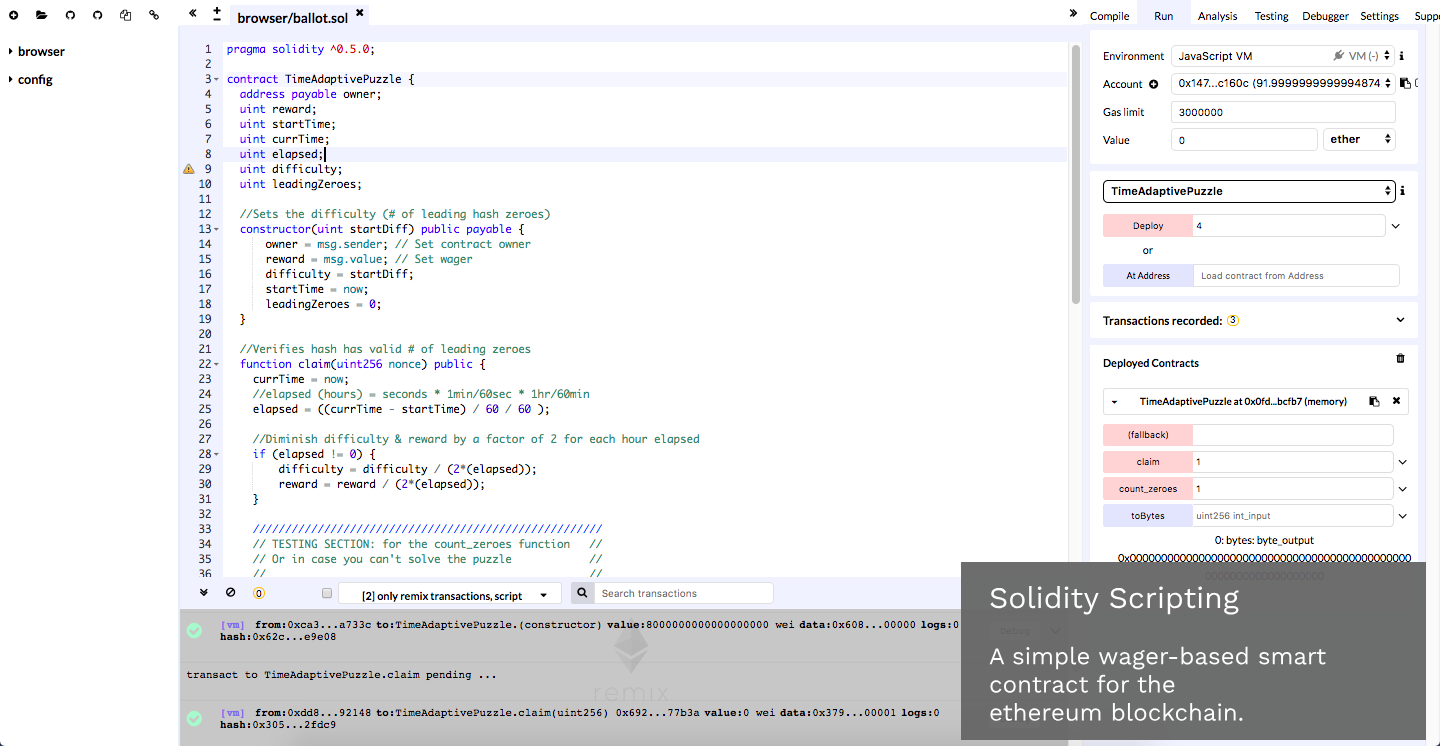 browser/ballot.sol
Compile Run Analysis Testing Debugger Settings Supp
browser
config
1 pragma solidity ^0.5.0;
2
3 contract TimeAdaptivePuzzle {
4 address payable owner;
5 uint reward;
6 uint startTime;
7 uint currTime;
8 uint elapsed;
9 uint difficulty;
10 uint leadingZeroes;
11
12 //Sets the difficulty (# of leading hash zeroes)
13 constructor(uint startDiff) public payable {
14 owner = msg.sender; // Set contract owner
15 reward = msg.value; // Set wager
16 difficulty = startDiff;
17 startTime = now;
18 leadingZeroes = 0;
19 }
20
21 //Verifies hash has valid # of leading zeroes
22 function claim(uint256 nonce) public {
23 currTime = now;
24 //elapsed (hours) = seconds * 1min/60sec * 1hr/60min
25 elapsed = ((currTime - startTime) / 60 / 60 );
26
27 //Diminish difficulty & reward by a factor of 2 for each hour elapsed
28 if (elapsed != 0) {
29 difficulty = difficulty / (2*(elapsed));
30 reward = reward / (2*(elapsed));
31 }
32
33 //////////////////////////////////////////////////////
34 // TESTING SECTION: for the count_zeroes function //
35 // Or in case you can't solve the puzzle //
36 // //
0 [2] only remix transactions, script Search transactions
[vm] from:0xca3...a733c to:TimeAdaptivePuzzle.(constructor) value:8000000000000000000 wei data:0x608...00000 logs:0
hash:0x62c...e9e08
Debug
transact to TimeAdaptivePuzzle.claim pending ...
remix
[vm] from:0xdd8...92148 to:TimeAdaptivePuzzle.claim(uint256) 0x692...77b3a value:0 wei data:0x379...00001 logs:0
hash:0x305...2fdc9
Environment JavaScript VM VM (-)
Account 0x147...c160c (91.9999999999994874
Gas limit 3000000
Value 0 ether
TimeAdaptivePuzzle
Deploy 4
or
At Address Load contract from Address
Transactions recorded: 3
Deployed Contracts
TimeAdaptivePuzzle at 0x0fd...bcfb7 (memory)
(fallback)
claim 1
count_zeroes 1
toBytes uint256 int_input
0: bytes: byte_output
Solidity Scripting
A simple wager-based smart
contract for the
ethereum blockchain.